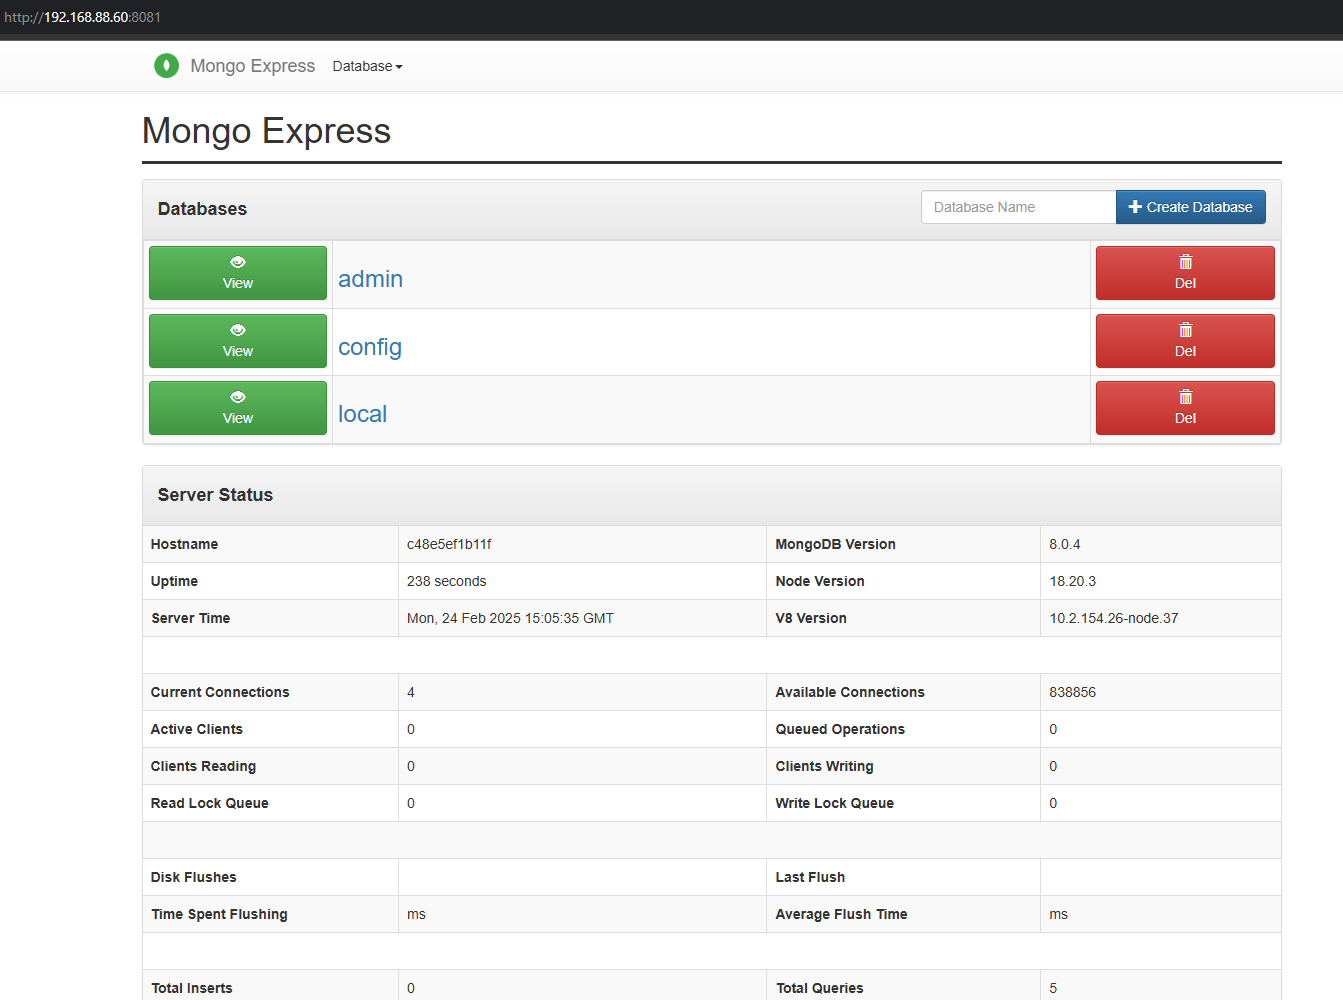 http://192.168.88.60:8081
Mongo Express Database
Mongo Express
Databases Database Name Create Database
View admin Del
View config Del
View local Del
Server Status
Hostname c48e5ef1b11f MongoDB Version 8.0.4
Uptime 238 seconds Node Version 18.20.3
Server Time Mon, 24 Feb 2025 15:05:35 GMT V8 Version 10.2.154.26-node.37
Current Connections 4 Available Connections 838856
Active Clients 0 Queued Operations 0
Clients Reading 0 Clients Writing 0
Read Lock Queue 0 Write Lock Queue 0
Disk Flushes Last Flush
Time Spent Flushing ms Average Flush Time ms
Total Inserts 0 Total Queries 5